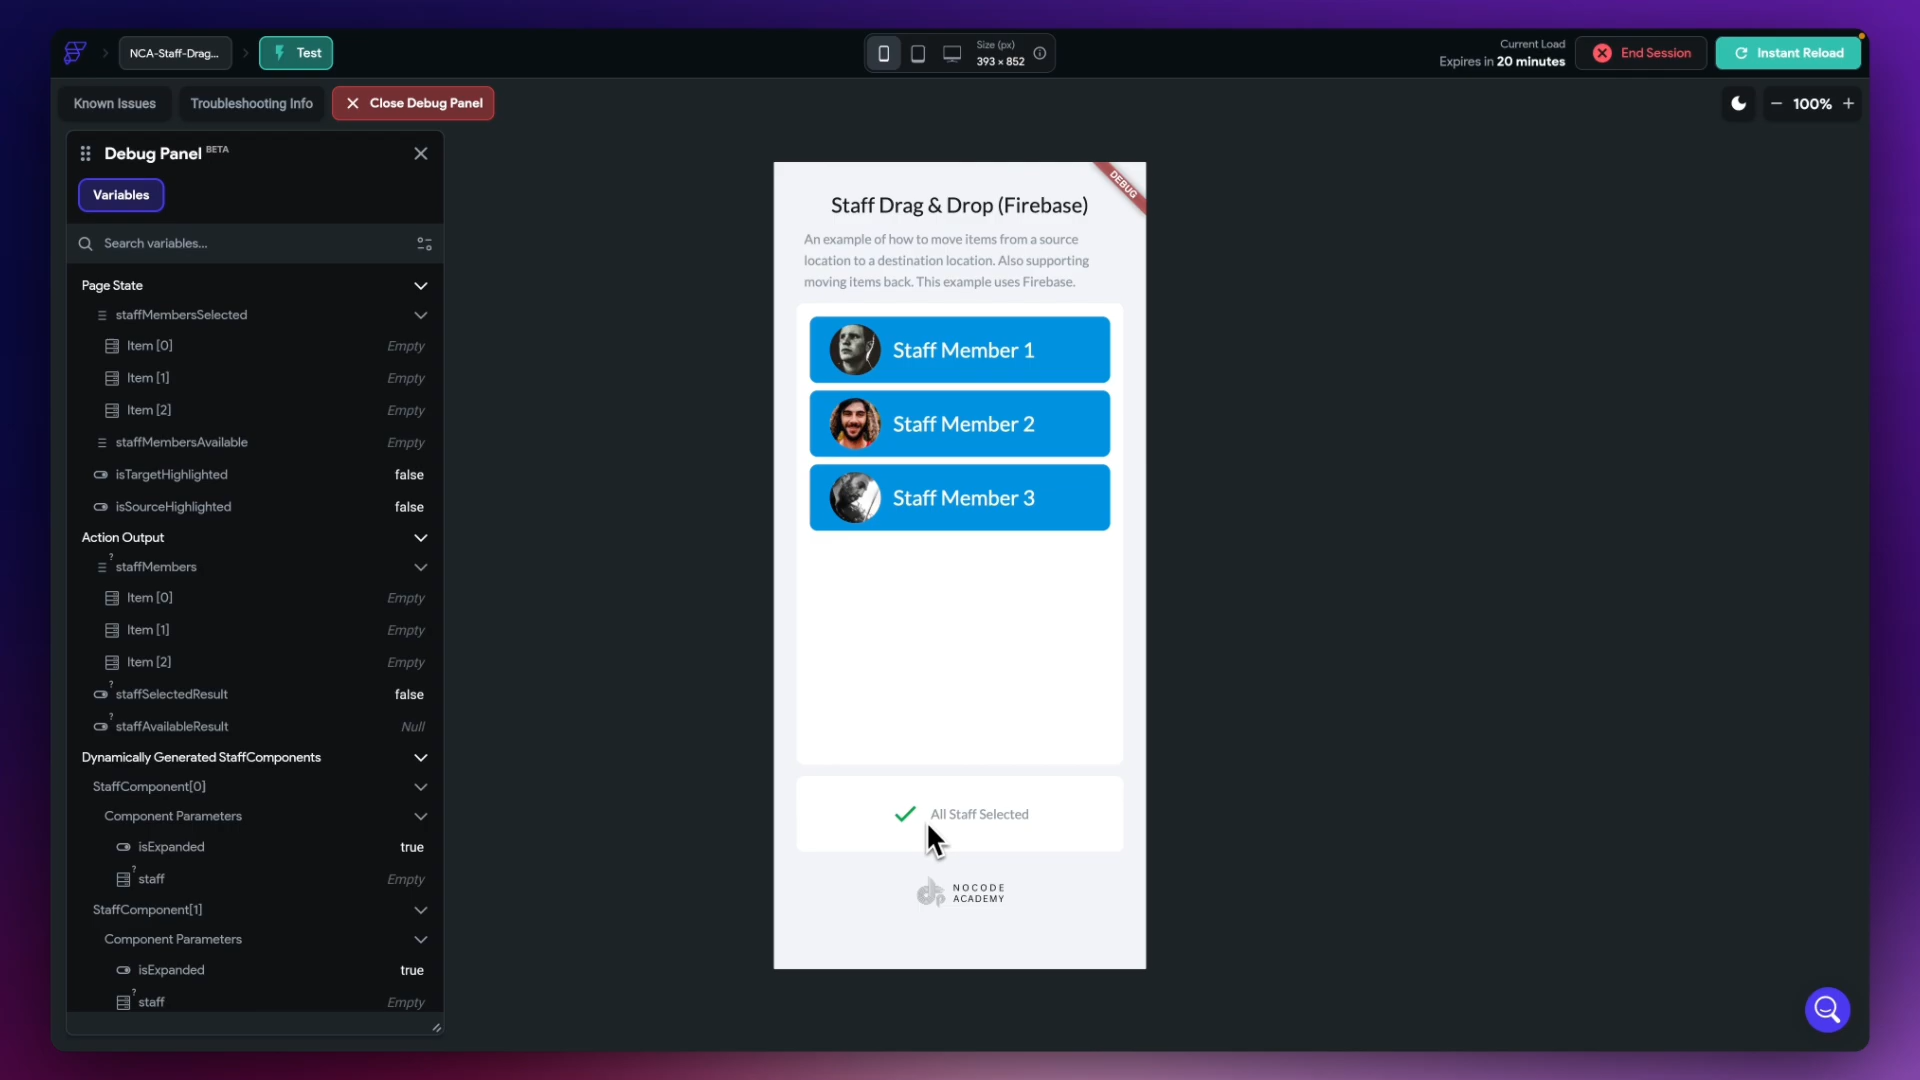 NCA-Staff-Drag...
Test
Size (px)
393 × 852
Current Load
Expires in 20 minutes
End Session
Instant Reload
Known Issues
Troubleshooting Info
Close Debug Panel
100%
Debug Panel BETA
Variables
Search variables...
Page State
staffMembersSelected
Item [0] Empty
Item [1] Empty
Item [2] Empty
staffMembersAvailable Empty
isTargetHighlighted false
isSourceHighlighted false
Action Output
staffMembers
Item [0] Empty
Item [1] Empty
Item [2] Empty
staffSelectedResult false
staffAvailableResult Null
Dynamically Generated StaffComponents
StaffComponent[0]
Component Parameters
isExpanded true
staff Empty
StaffComponent[1]
Component Parameters
isExpanded true
staff Empty
DEBUG
Staff Drag & Drop (Firebase)
An example of how to move items from a source
location to a destination location. Also supporting
moving items back. This example uses Firebase.
Staff Member 1
Staff Member 2
Staff Member 3
All Staff Selected
NOCODE
ACADEMY